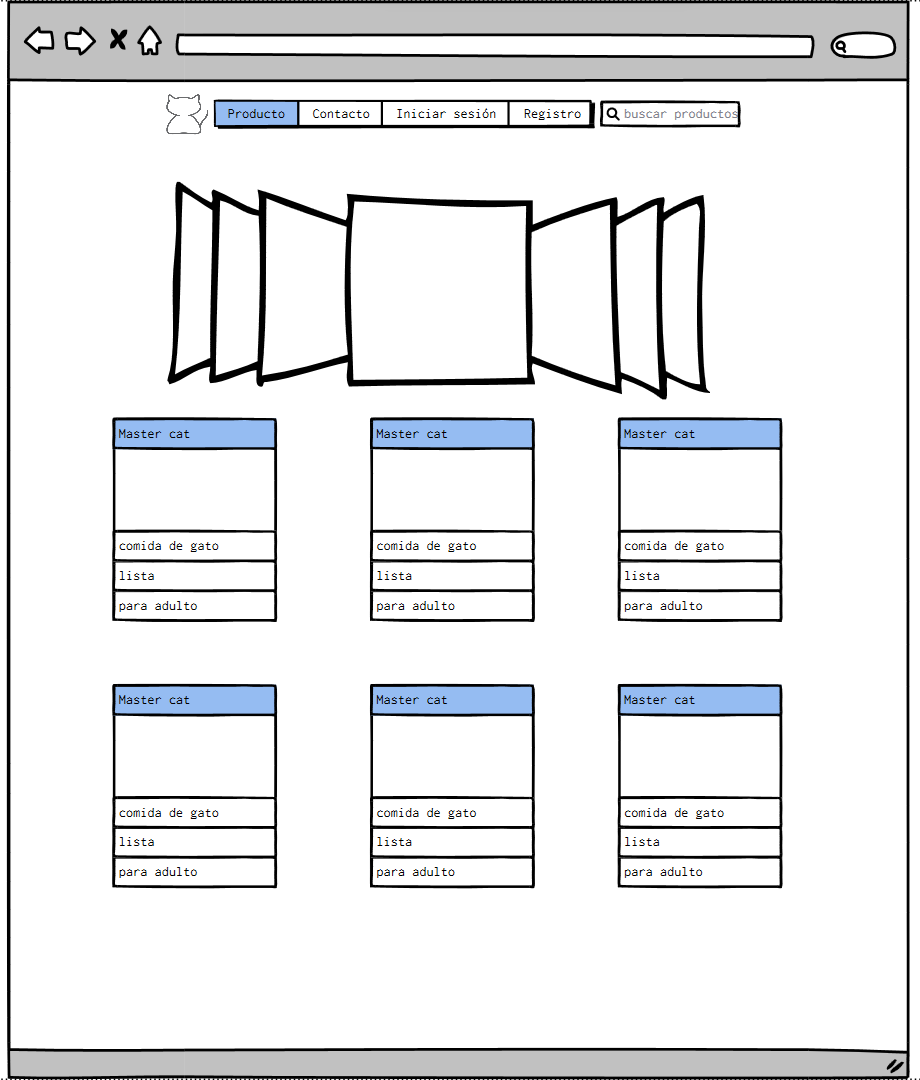 Producto Contacto Iniciar sesión Registro buscar productos
Master cat Master cat Master cat
comida de gato comida de gato comida de gato
lista lista lista
para adulto para adulto para adulto
Master cat Master cat Master cat
comida de gato comida de gato comida de gato
lista lista lista
para adulto para adulto para adulto